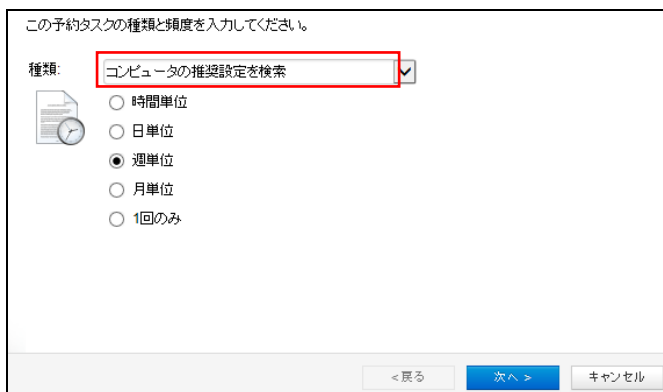 この予約タスクの種類と頻度を入力してください。
種類: コンピュータの推奨設定を検索
時間単位
日単位
週単位
月単位
1回のみ
<戻る 次へ > キャンセル